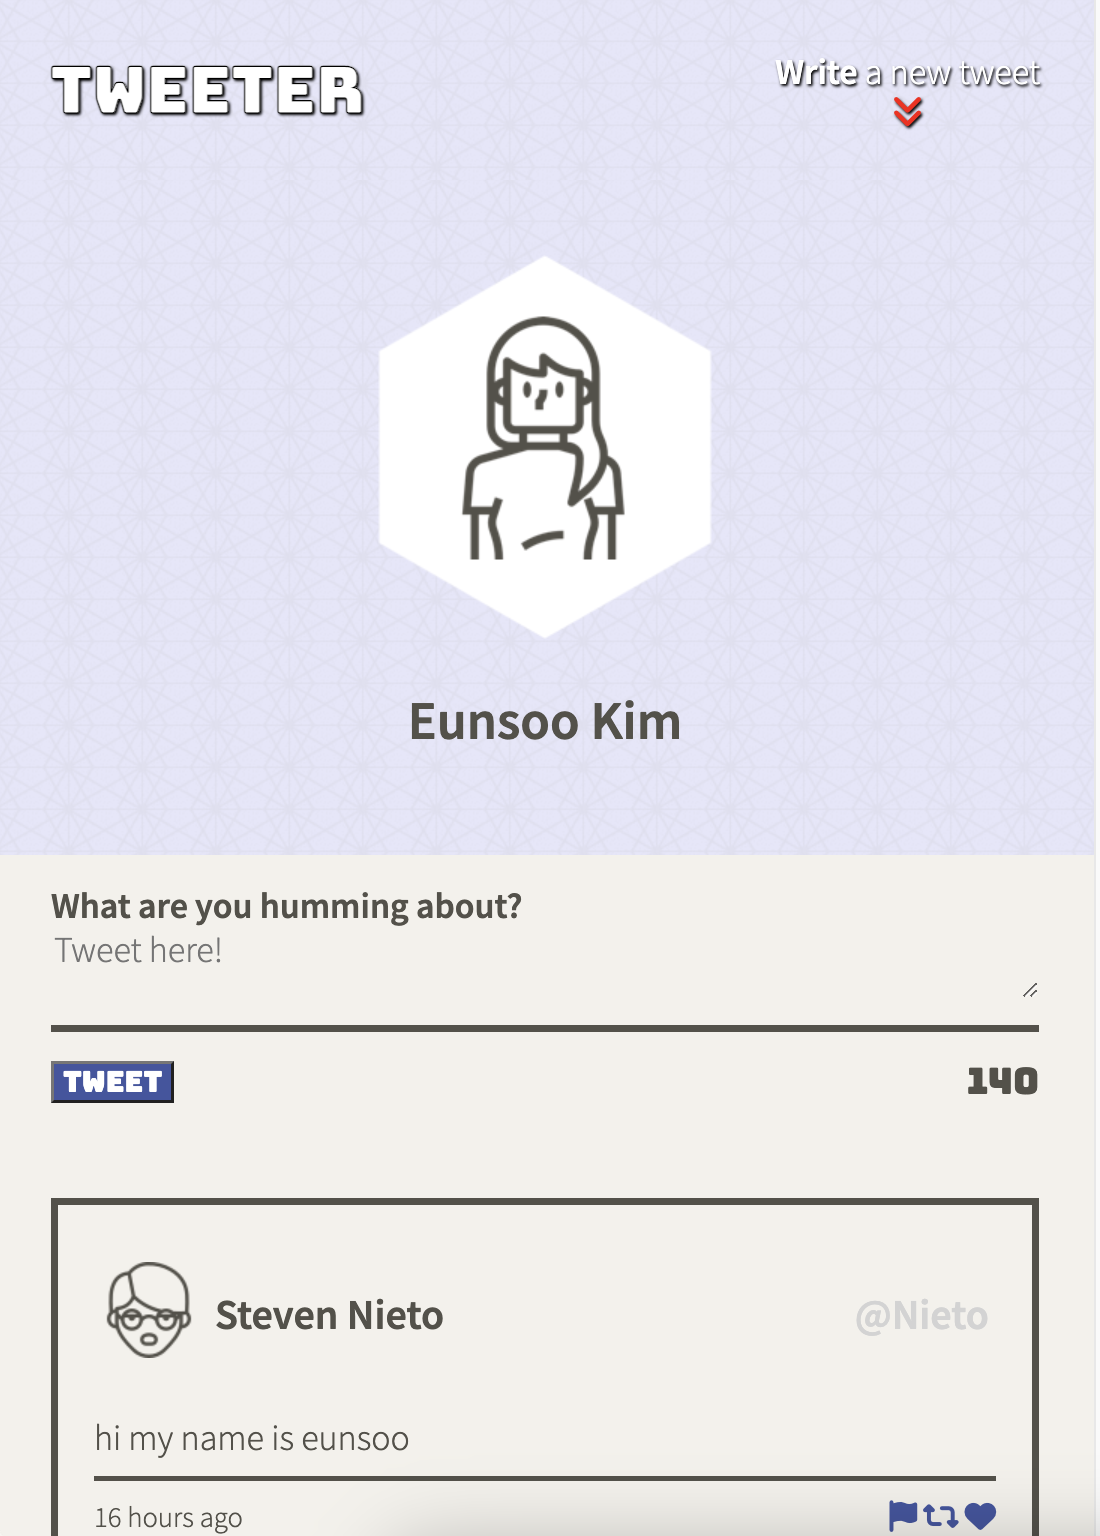 TWEETER
Write a new tweet
Eunsoo Kim
What are you humming about?
Tweet here!
TWEET
140
Steven Nieto
@Nieto
hi my name is eunsoo
16 hours ago